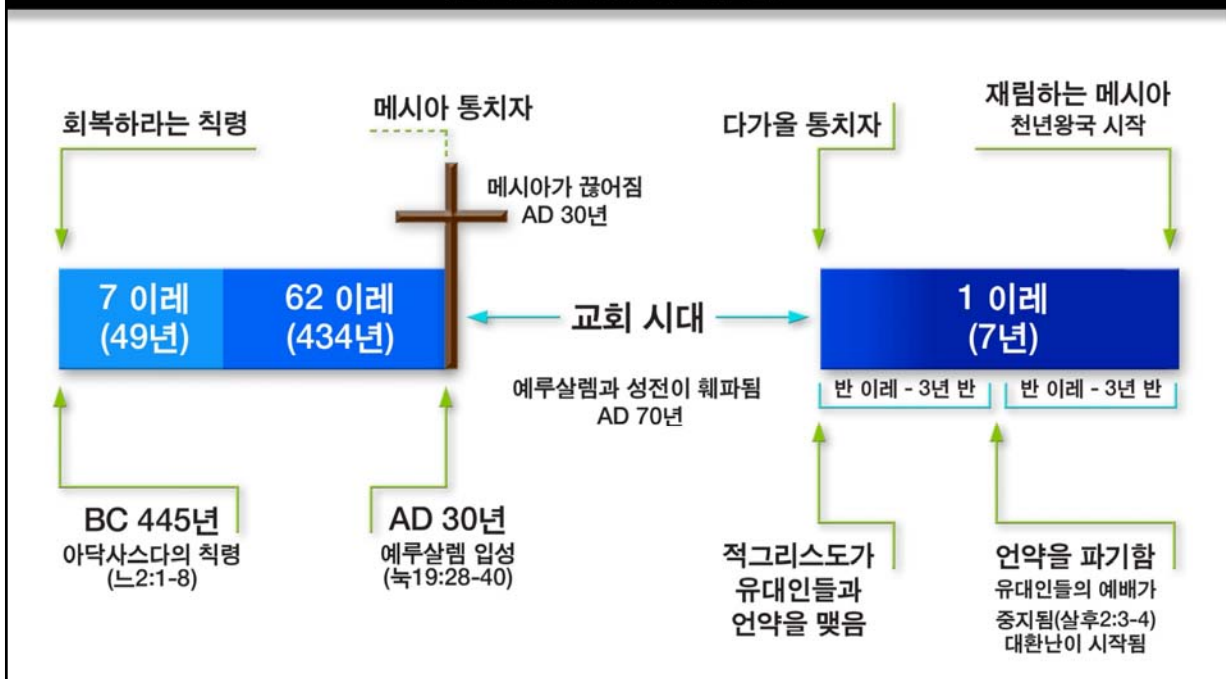 회복하라는 칙령
메시아 통치자
메시아가 끊어짐
AD 30년
다가올 통치자
재림하는 메시아
천년왕국 시작
7 이레
(49년)
62 이레
(434년)
교회 시대
1 이레
(7년)
예루살렘과 성전이 훼파됨
AD 70년
반 이레 - 3년 반
반 이레 - 3년 반
BC 445년
아닥사스다의 칙령
(느2:1-8)
AD 30년
예루살렘 입성
(눅19:28-40)
적그리스도가
유대인들과
언약을 맺음
언약을 파기함
유대인들의 예배가
중지됨(살후2:3-4)
대환난이 시작됨